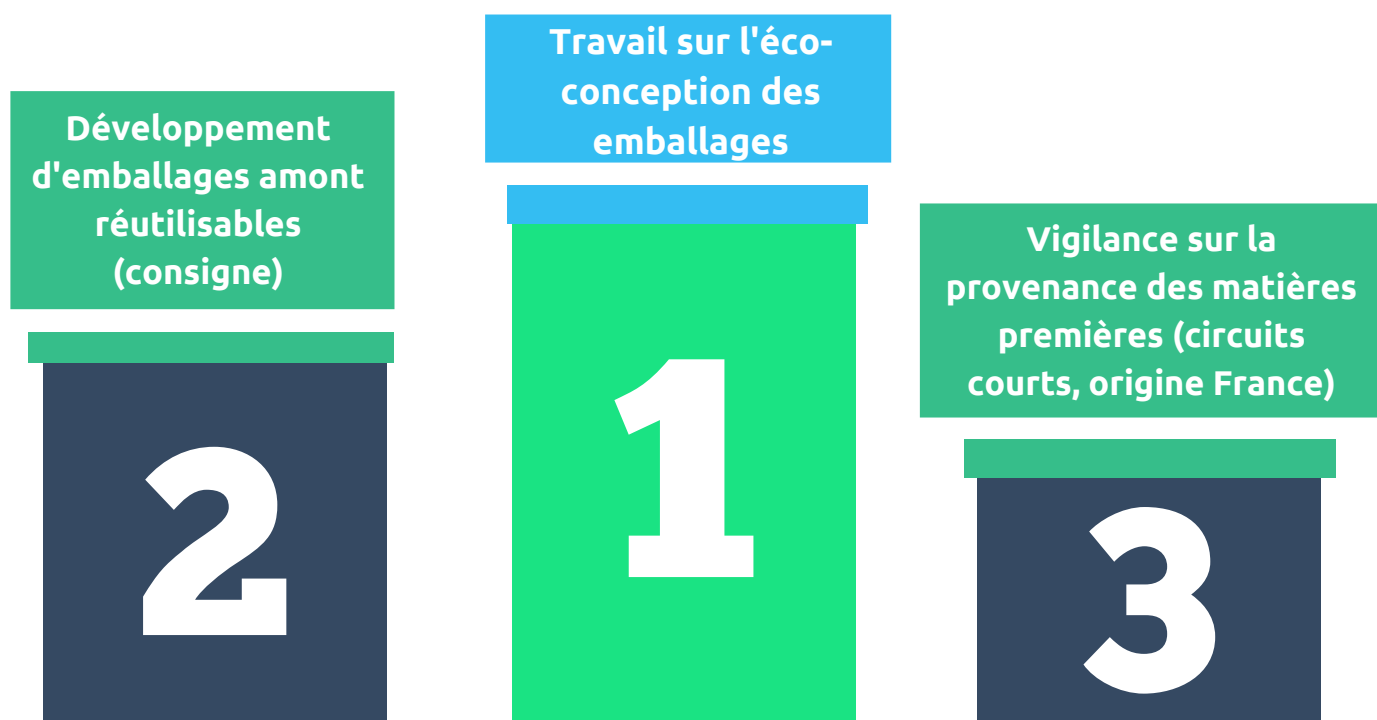 Travail sur l'éco-
conception des
emballages
Développement
d'emballages amont
réutilisables
(consigne)
Vigilance sur la
provenance des matières
premières (circuits
courts, origine France)
1
2
3